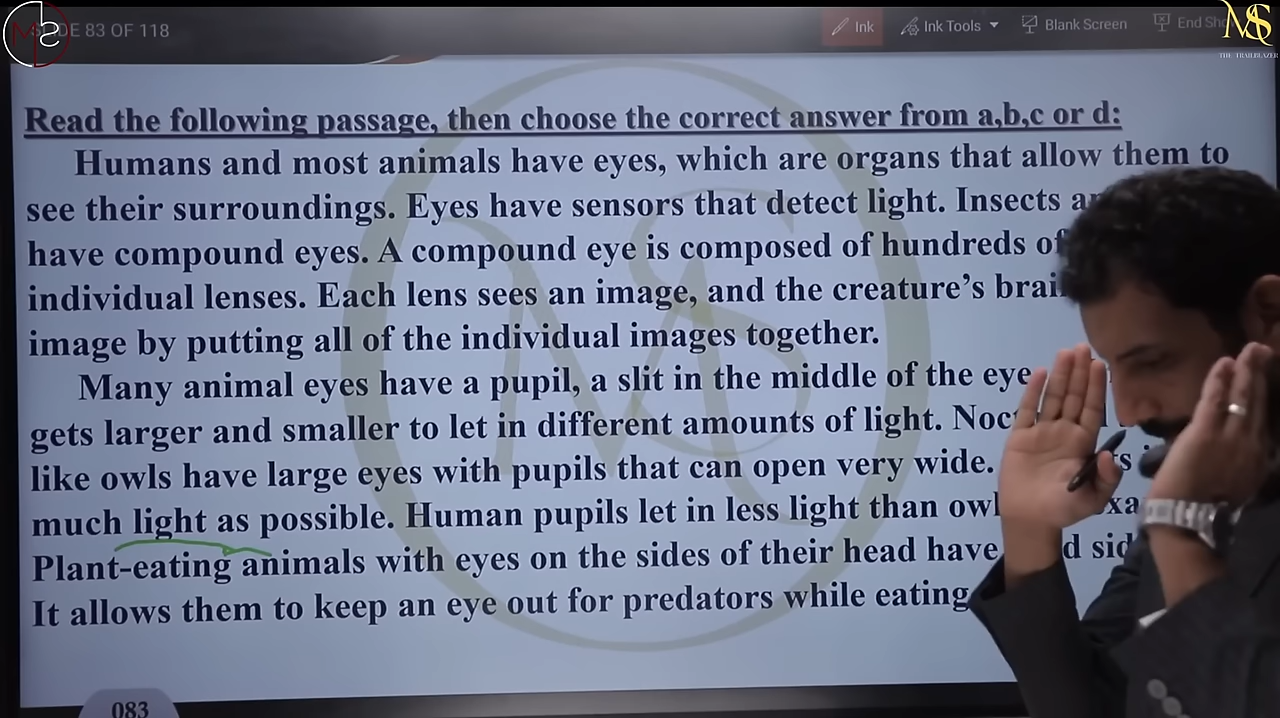 SLIDE 83 OF 118
Ink
Ink Tools
Blank Screen
End Sh
MS
THE TRAILBLAZER
Read the following passage, then choose the correct answer from a,b,c or d:
Humans and most animals have eyes, which are organs that allow them to
see their surroundings. Eyes have sensors that detect light. Insects
have compound eyes. A compound eye is composed of hundreds of
individual lenses. Each lens sees an image, and the creature's
image by putting all of the individual images together.
Many animal eyes have a pupil, a slit in the middle of the eye
gets larger and smaller to let in different amounts of light.
like owls have large eyes with pupils that can open very wide.
much light as possible. Human pupils let in less light than
Plant-eating animals with eyes on the sides of their head have
It allows them to keep an eye out for predators while eating
083